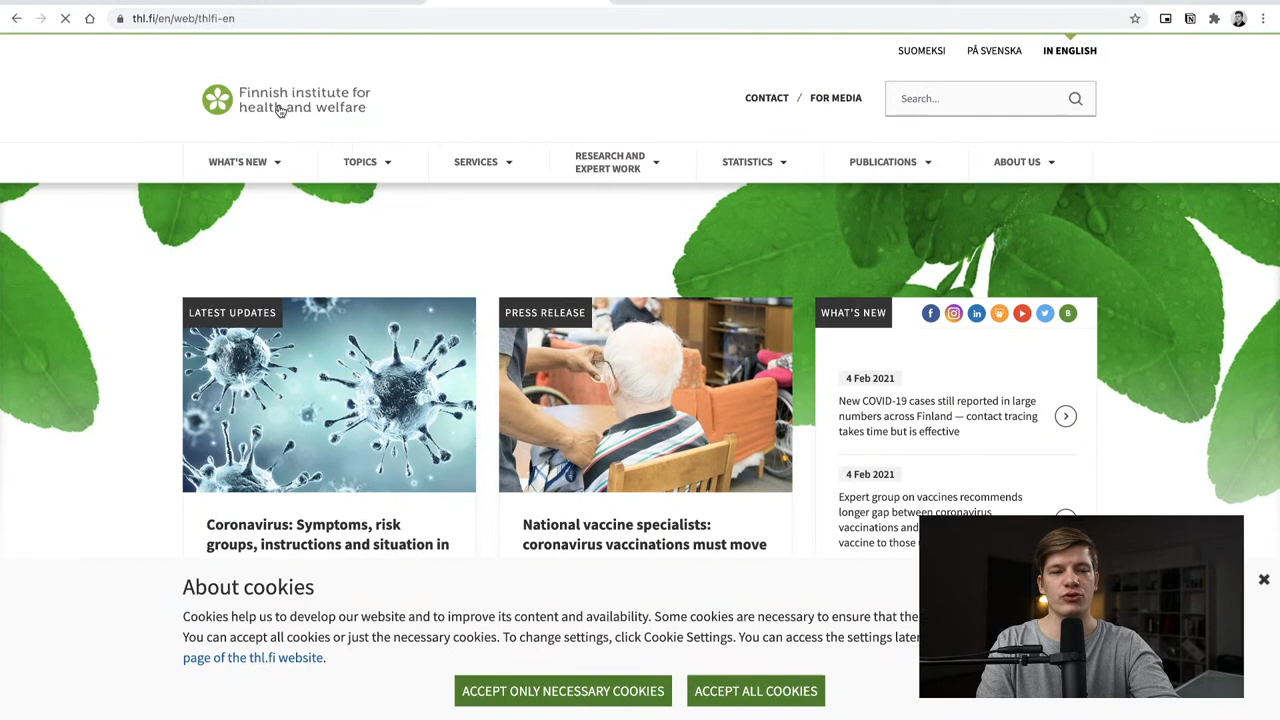 thl.fi/en/web/thlfi-en
SUOMEKSI
PÅ SVENSKA
IN ENGLISH
Finnish institute for
health and welfare
CONTACT / FOR MEDIA
Search...
WHAT'S NEW
TOPICS
SERVICES
RESEARCH AND
EXPERT WORK
STATISTICS
PUBLICATIONS
ABOUT US
LATEST UPDATES
Coronavirus: Symptoms, risk
groups, instructions and situation in
PRESS RELEASE
National vaccine specialists:
coronavirus vaccinations must move
WHAT'S NEW
4 Feb 2021
New COVID-19 cases still reported in large
numbers across Finland — contact tracing
takes time but is effective
4 Feb 2021
Expert group on vaccines recommends
longer gap between coronavirus
vaccinations and
vaccine to those
About cookies
Cookies help us to develop our website and to improve its content and availability. Some cookies are necessary to ensure that the
You can accept all cookies or just the necessary cookies. To change settings, click Cookie Settings. You can access the settings later
page of the thl.fi website.
ACCEPT ONLY NECESSARY COOKIES
ACCEPT ALL COOKIES